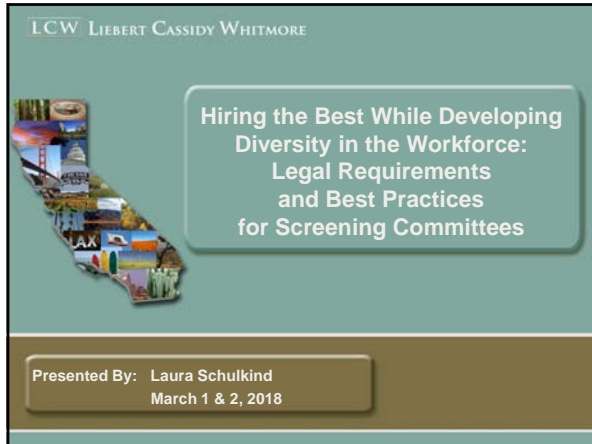 LCW LIEBERT CASSIDY WHITMORE
Hiring the Best While Developing
Diversity in the Workforce:
Legal Requirements
and Best Practices
for Screening Committees
LAX
Presented By: Laura Schulkind
March 1 & 2, 2018